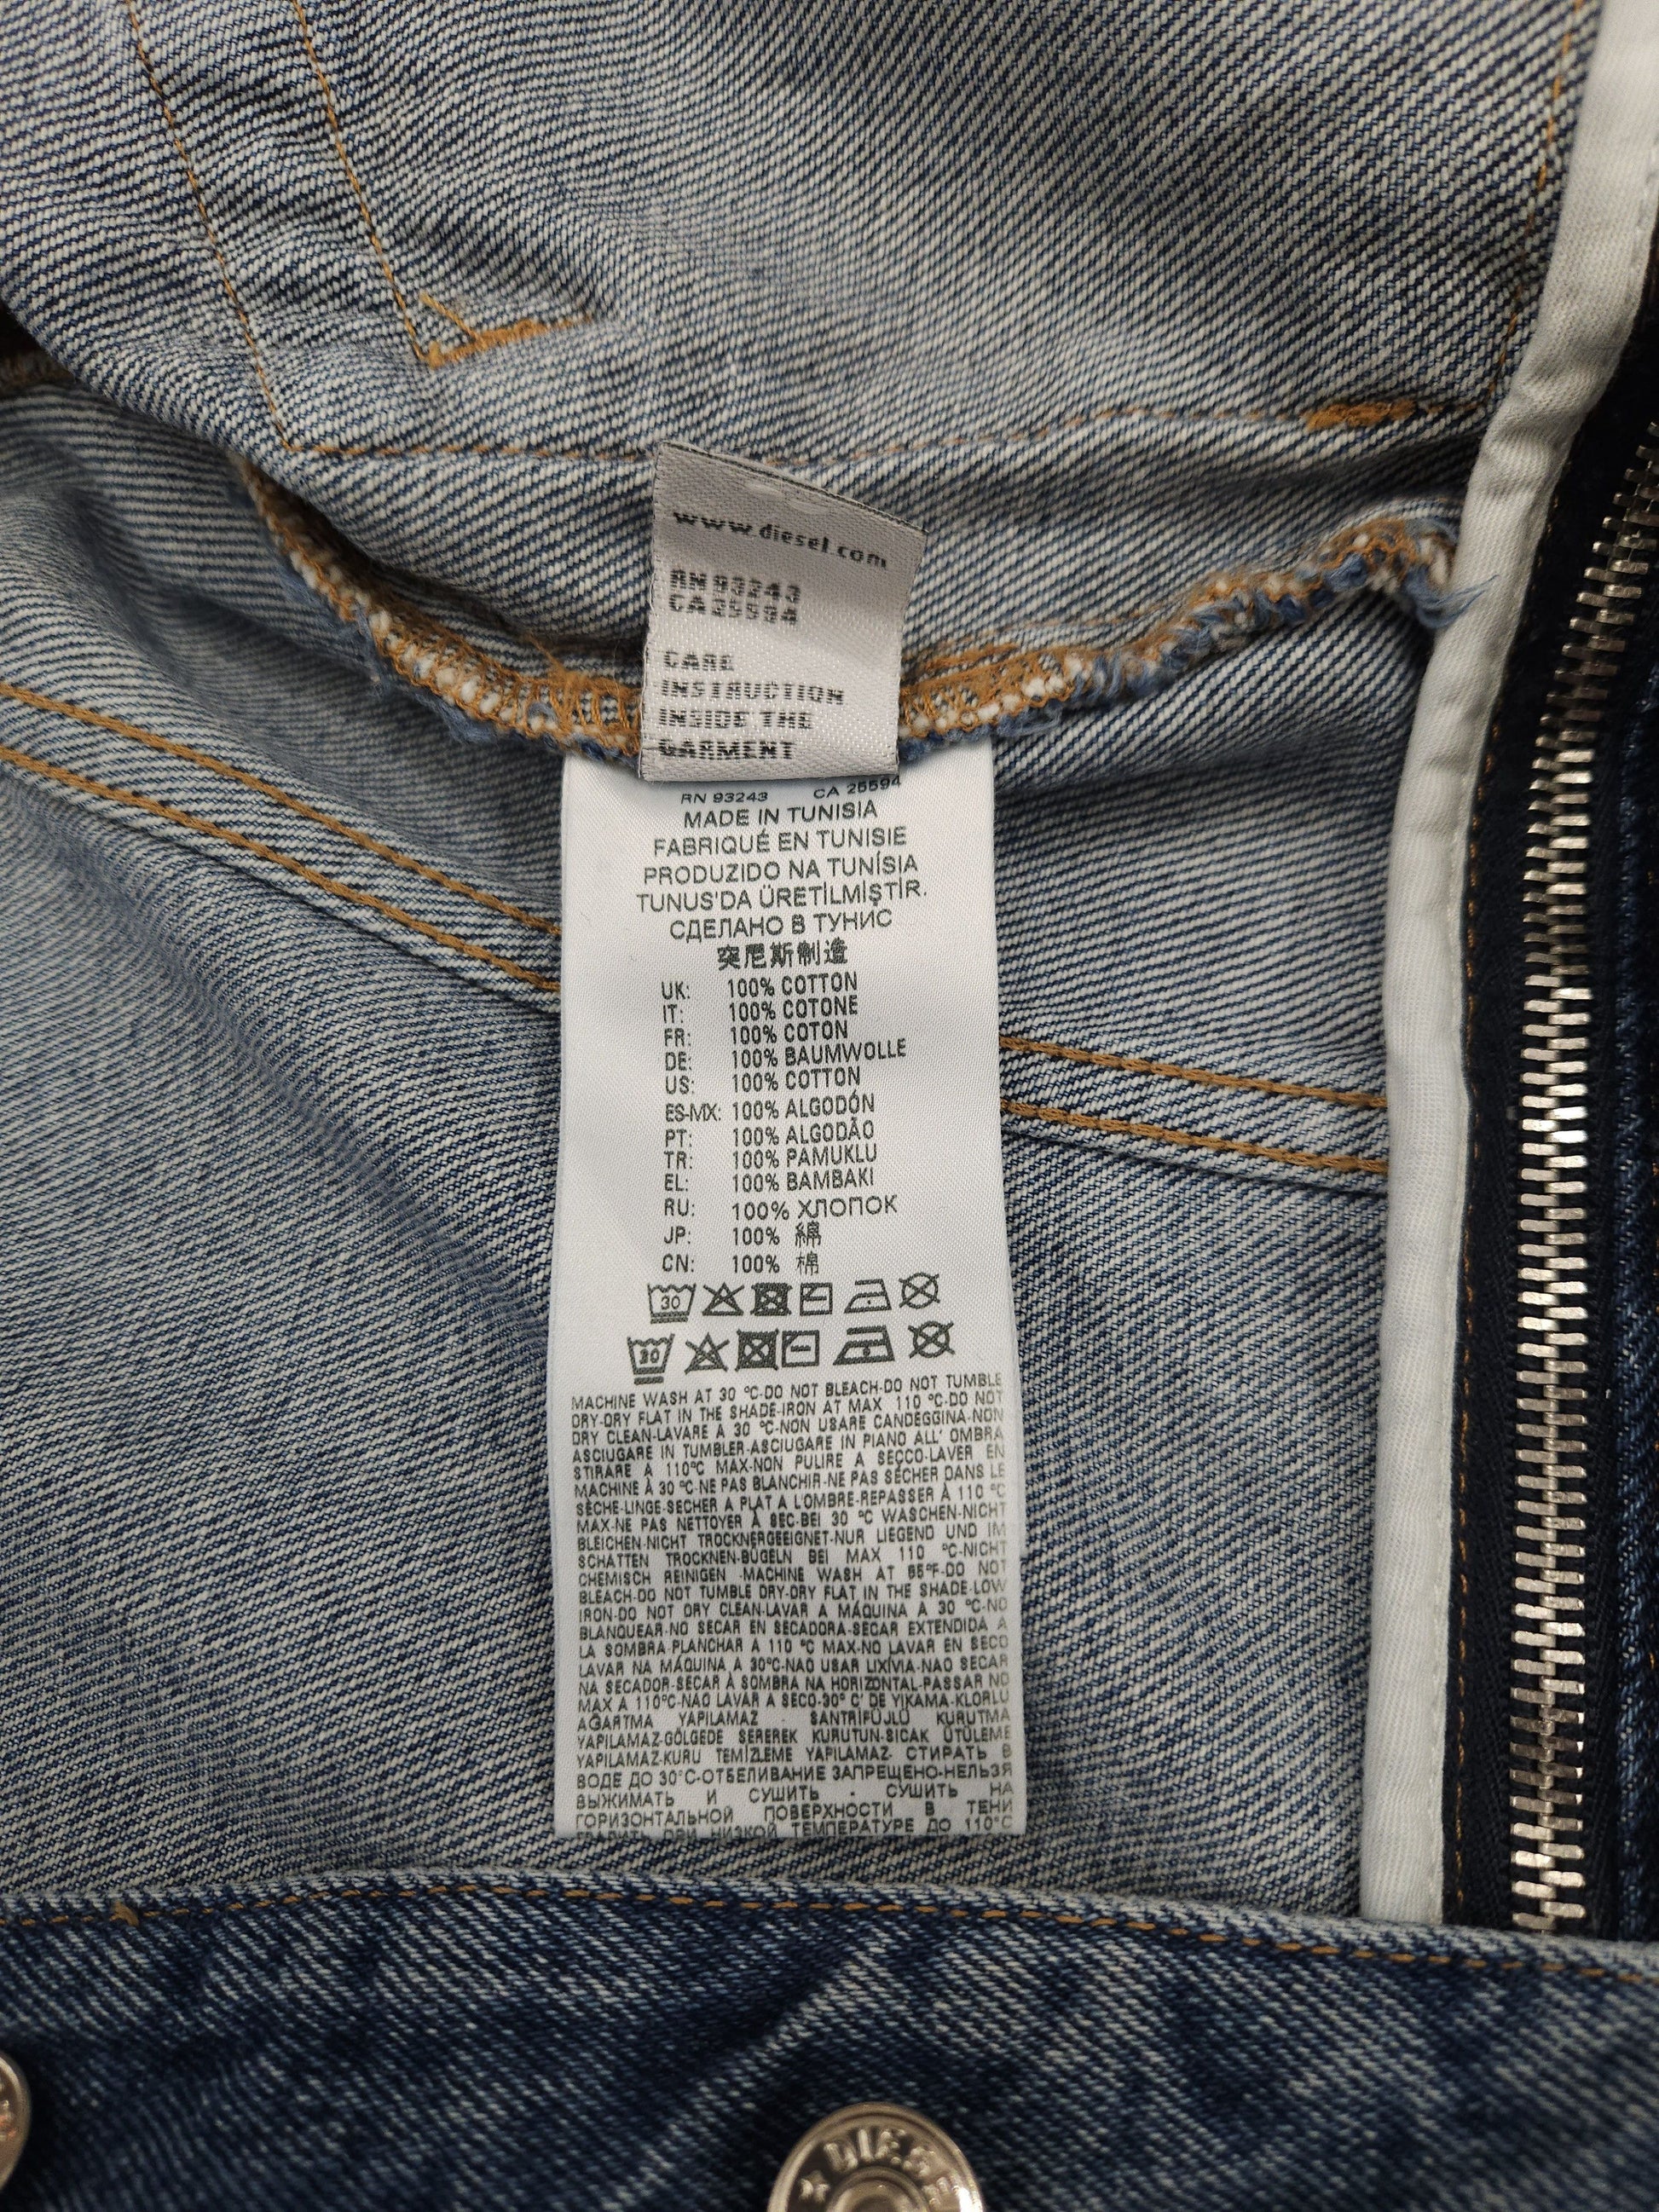 www.diesel.com
RN 93243
CA 25594
CARE
INSTRUCTION
INSIDE THE
GARMENT
RN 93243 CA 25594
MADE IN TUNISIA
FABRIQUÉ EN TUNISIE
PRODUZIDO NA TUNÍSIA
TUNUS'DA ÜRETİLMİŞTİR.
СДЕЛАНО В ТУНИС
突尼斯制造
UK: 100% COTTON
IT: 100% COTONE
FR: 100% COTON
DE: 100% BAUMWOLLE
US: 100% COTTON
ES-MX: 100% ALGODÓN
PT: 100% ALGODÃO
TR: 100% PAMUKLU
EL: 100% BAMBAKI
RU: 100% ХЛОПОК
JP: 100% 綿
CN: 100% 棉
30
30
MACHINE WASH AT 30 °C-DO NOT BLEACH-DO NOT TUMBLE
DRY-DRY FLAT IN THE SHADE-IRON AT MAX 110 °C-DO NOT
DRY CLEAN-LAVARE A 30 °C-NON USARE CANDEGGINA-NON
ASCIUGARE IN TUMBLER-ASCIUGARE IN PIANO ALL' OMBRA
STIRARE A 110°C MAX-NON PULIRE A SECCO-LAVER EN
MACHINE À 30 °C-NE PAS BLANCHIR-NE PAS SÉCHER DANS LE
SÈCHE-LINGE-SECHER A PLAT A L'OMBRE-REPASSER À 110 °C
MAX-NE PAS NETTOYER À SEC-BEI 30 °C WASCHEN-NICHT
BLEICHEN-NICHT TROCKNERGEEIGNET-NUR LIEGEND UND IM
SCHATTEN TROCKNEN-BÜGELN BEI MAX 110 °C-NICHT
CHEMISCH REINIGEN -MACHINE WASH AT 85°F-DO NOT
BLEACH-DO NOT TUMBLE DRY-DRY FLAT IN THE SHADE-LOW
IRON-DO NOT DRY CLEAN-LAVAR A MÁQUINA A 30 °C-NO
BLANQUEAR-NO SECAR EN SECADORA-SECAR EXTENDIDA A
LA SOMBRA-PLANCHAR A 110 °C MAX-NO LAVAR EN SECO
LAVAR NA MÁQUINA A 30°C-NAO USAR LIXÍVIA-NAO SECAR
NA SECADOR-SECAR À SOMBRA NA HORIZONTAL-PASSAR NO
MAX A 110°C-NAO LAVAR A SECO-30° C' DE YIKAMA-KLORLU
AĞARTMA YAPILAMAZ - SANTRİFÜJLÜ KURUTMA
YAPILAMAZ-GÖLGEDE SEREREK KURUTUN-SICAK ÜTÜLEME
YAPILAMAZ-KURU TEMİZLEME YAPILAMAZ- СТИРАТЬ В
ВОДЕ ДО 30°C-ОТБЕЛИВАНИЕ ЗАПРЕЩЕНО-НЕЛЬЗЯ
ВЫЖИМАТЬ И СУШИТЬ - СУШИТЬ НА
ГОРИЗОНТАЛЬНОЙ ПОВЕРХНОСТИ В ТЕНИ
ГЛАДИТЬ ПРИ НИЗКОЙ ТЕМПЕРАТУРЕ ДО 110°C